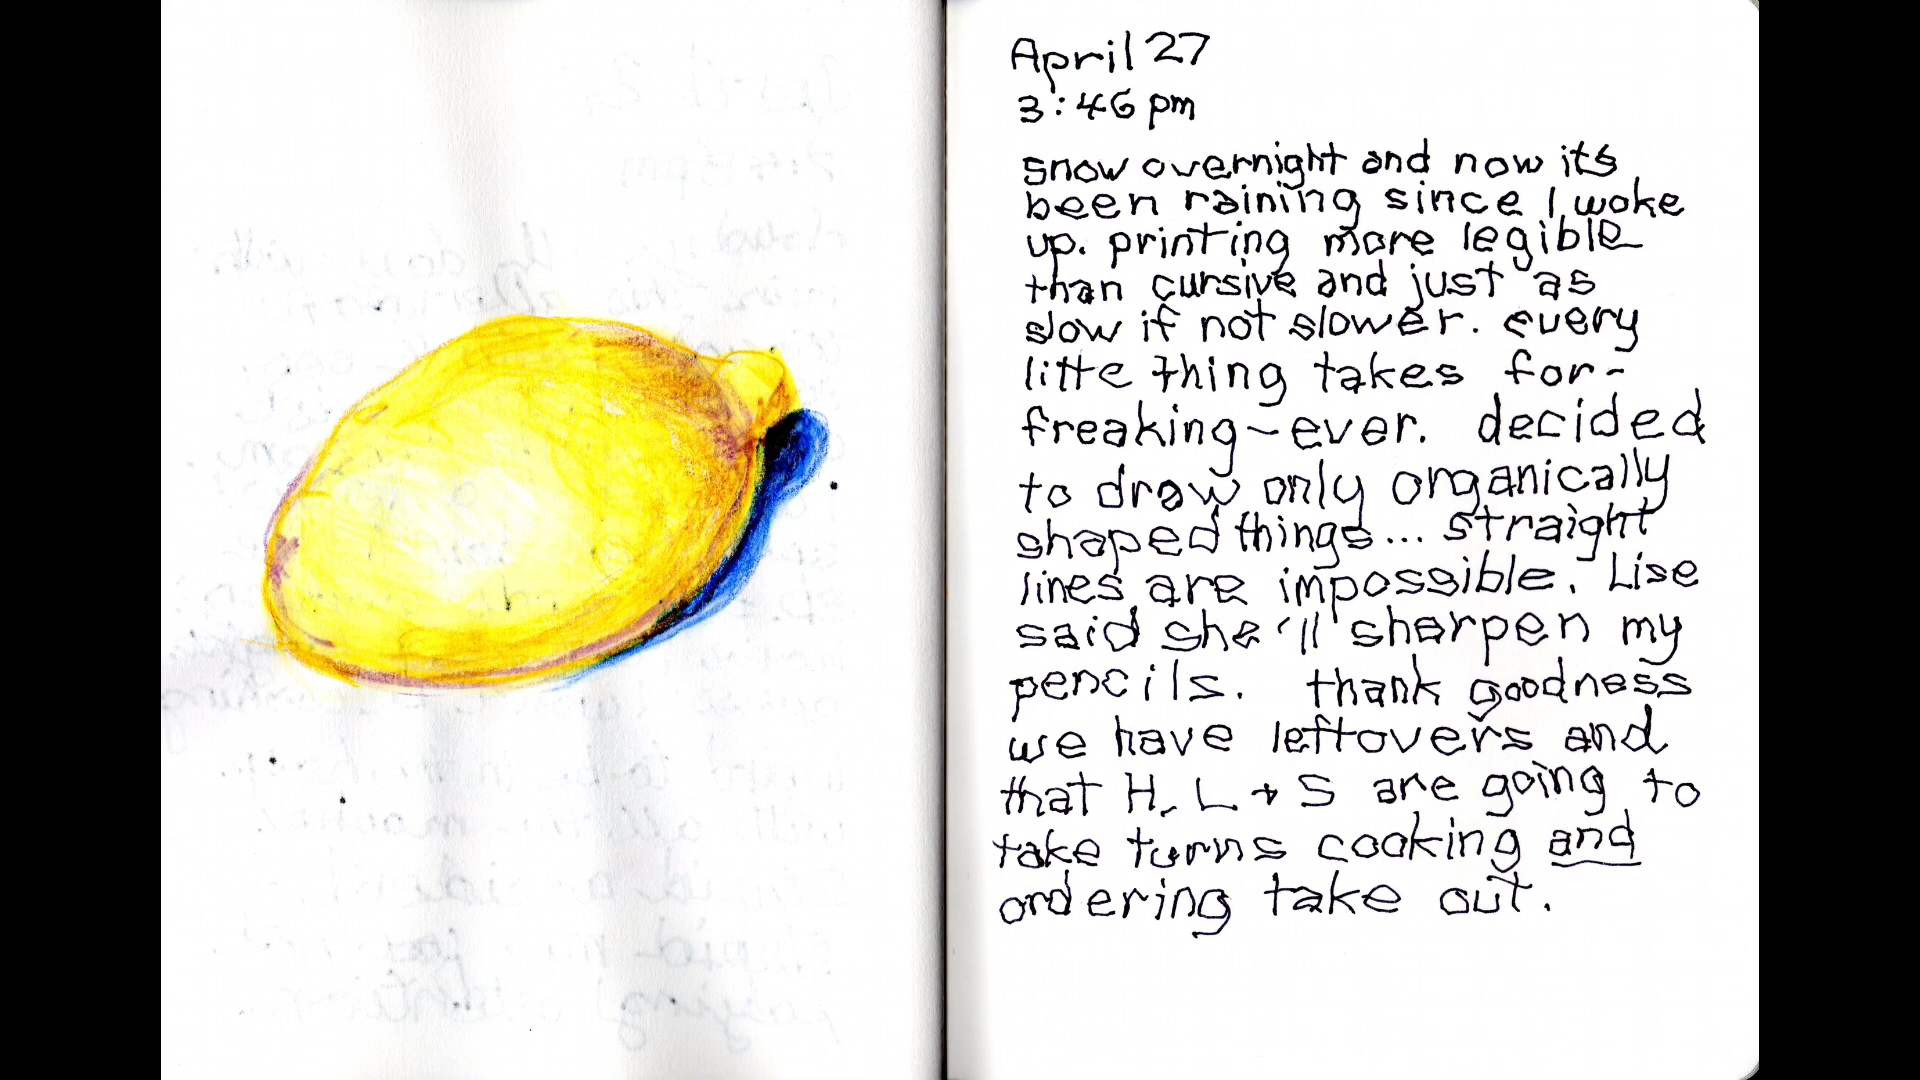 April 27
3:46 pm
snow overnight and now its
been raining since I woke
up. printing more legible
than cursive and just as
slow if not slower. every
little thing takes for-
freaking-ever. decided
to draw only organically
shaped things... straight
lines are impossible. Lise
said she'll sharpen my
pencils. thank goodness
we have leftovers and
that H, L + S are going to
take turns cooking and
ordering take out.